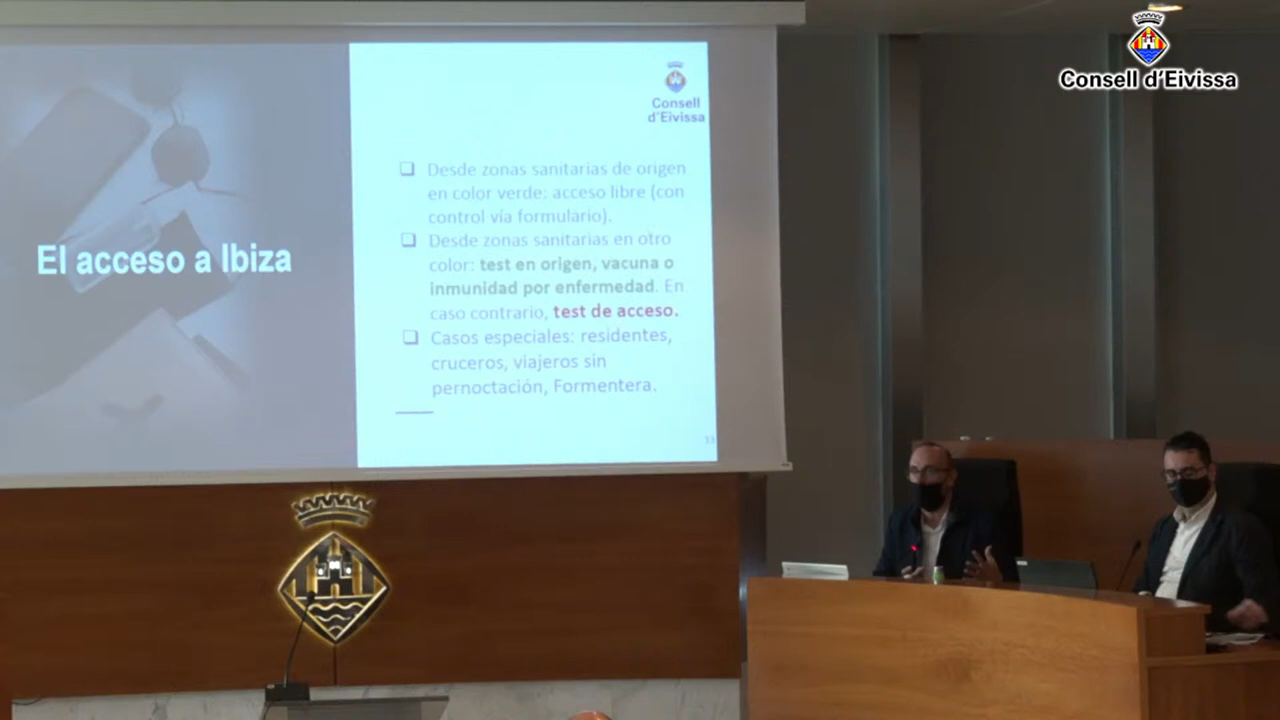 Consell d'Eivissa
Consell
d'Eivissa
El acceso a Ibiza
❑ Desde zonas sanitarias de origen
en color verde: acceso libre (con
control vía formulario).
❑ Desde zonas sanitarias en otro
color: test en origen, vacuna o
inmunidad por enfermedad. En
caso contrario, test de acceso.
❑ Casos especiales: residentes,
cruceros, viajeros sin
pernoctación, Formentera.